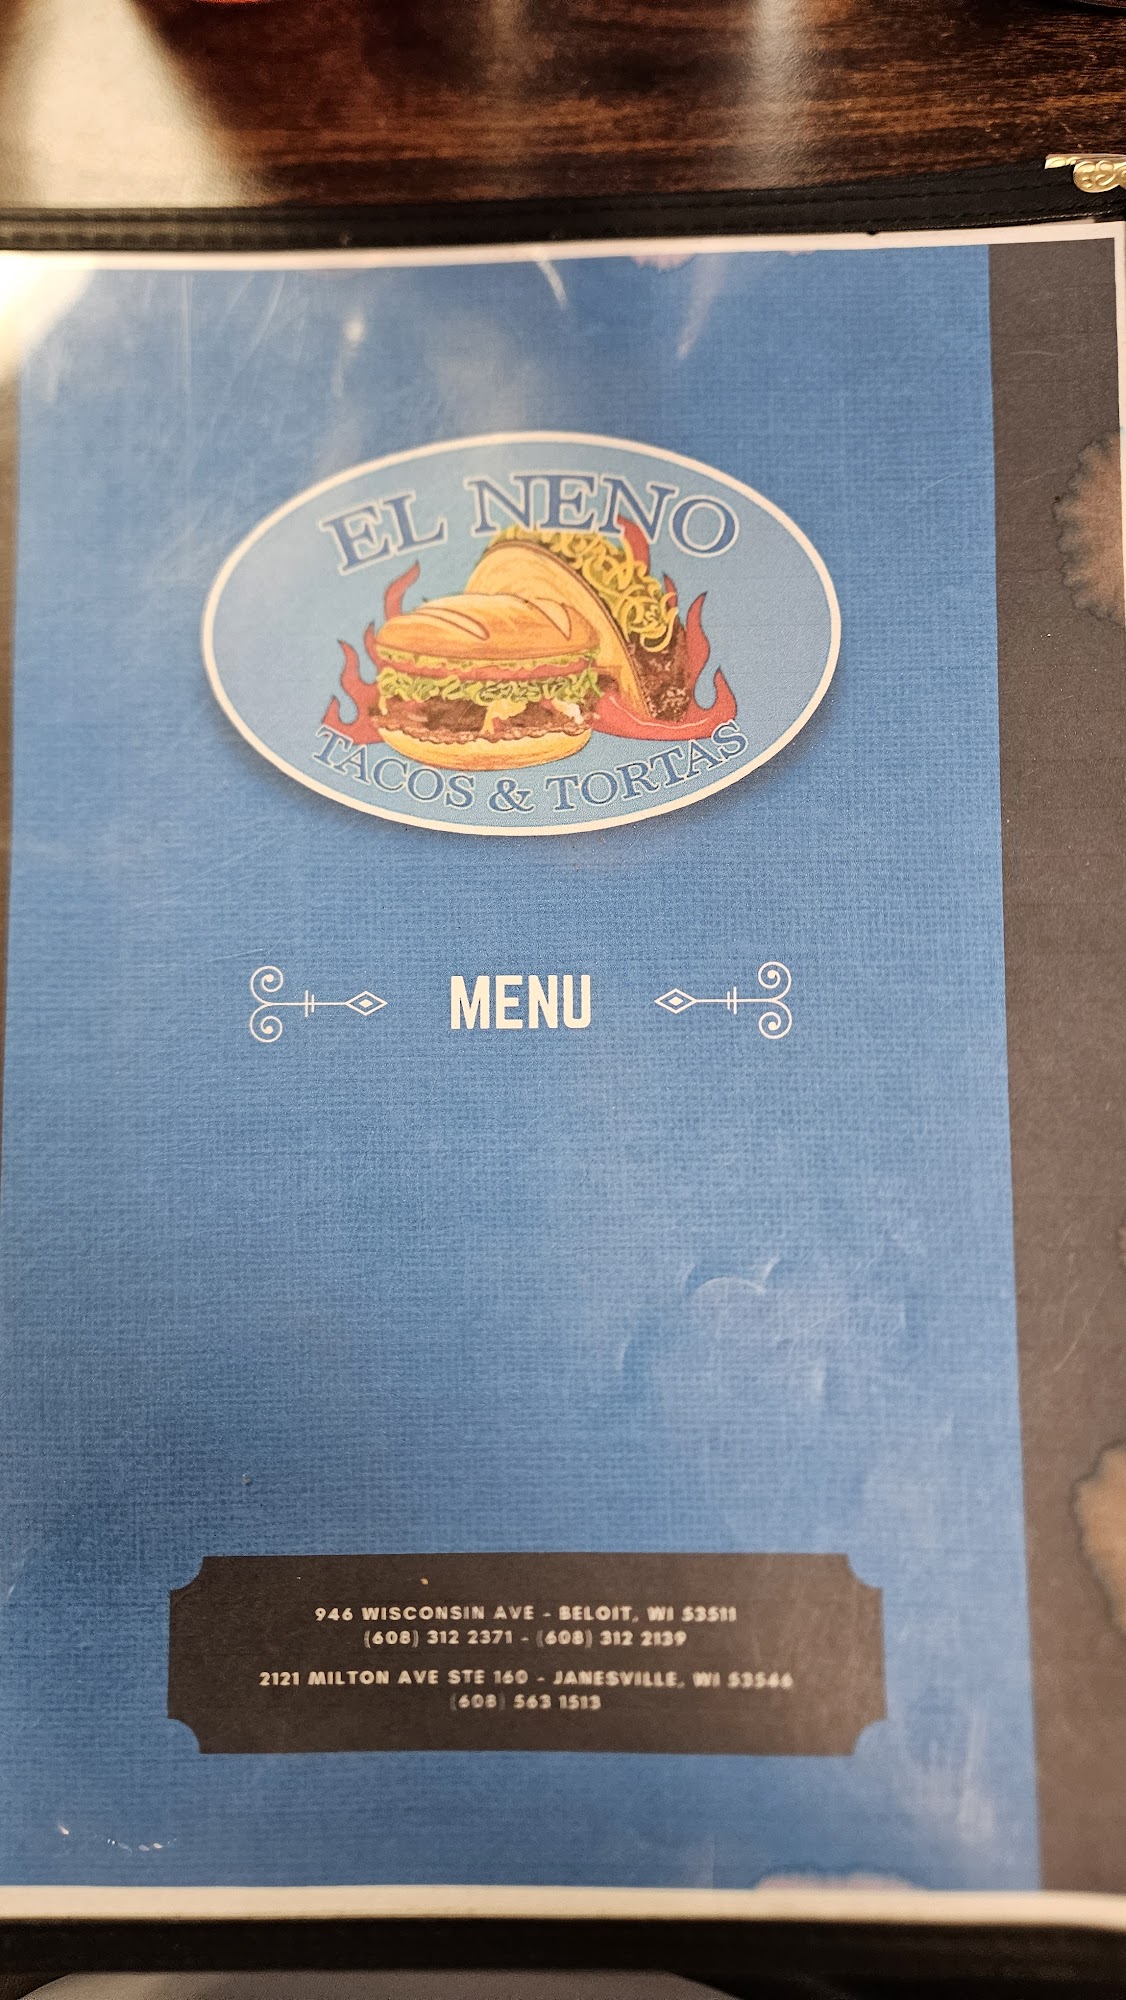 EL NENO
TACOS & TORTAS
MENU
946 WISCONSIN AVE - BELOIT, WI 53511
(608) 312 2371 - (608) 312 2139
2121 MILTON AVE STE 160 - JANESVILLE, WI 53546
(608) 563 1513